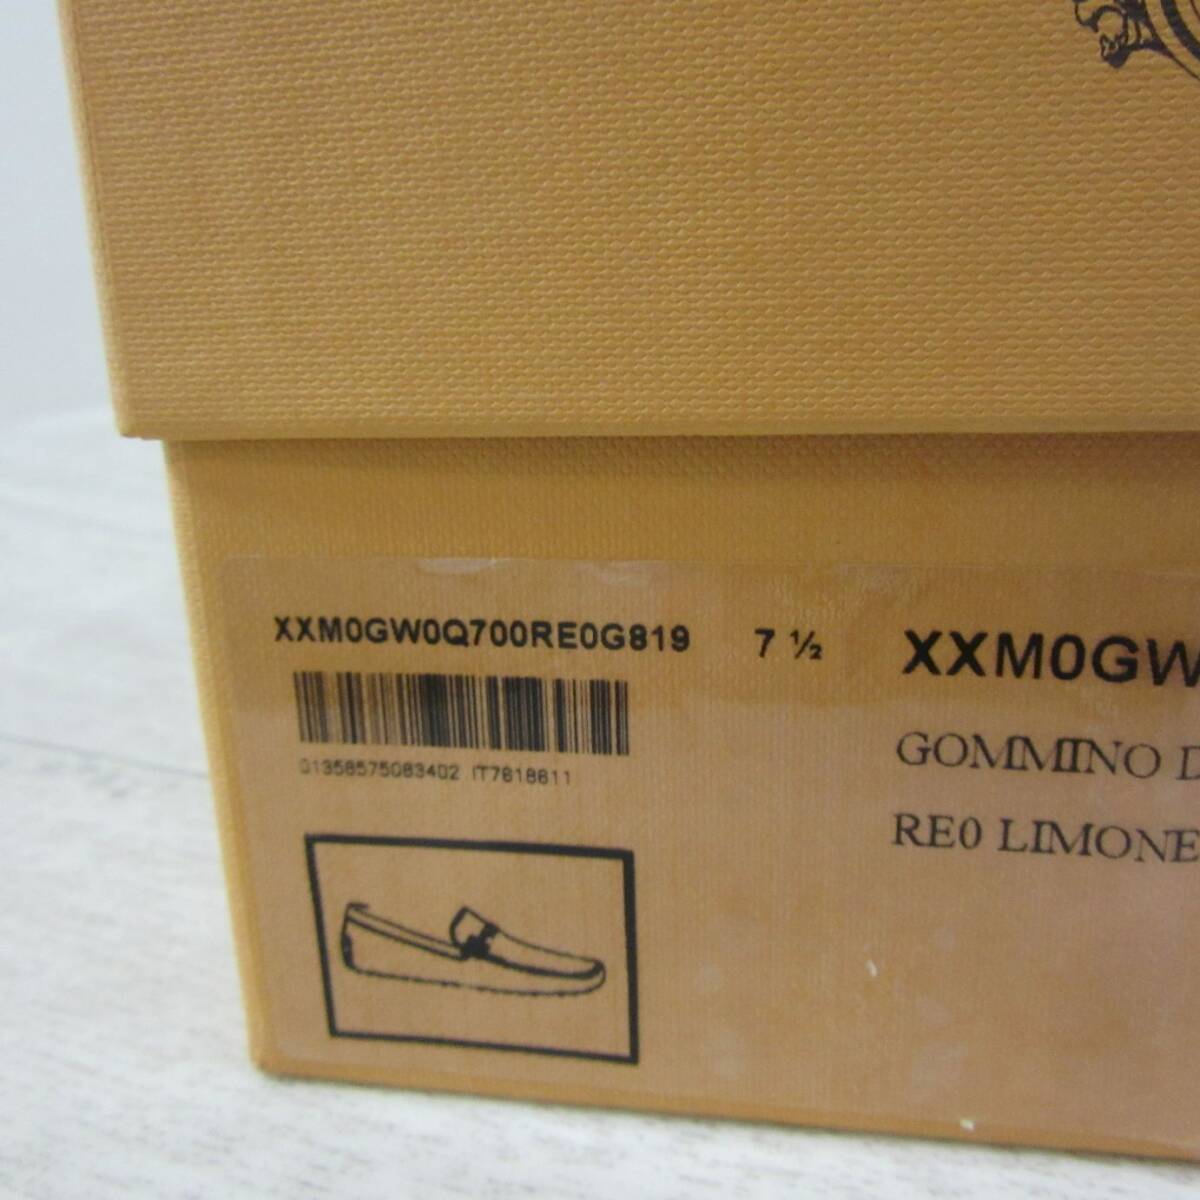 XXM0GW0Q700RE0G819 7 ½
01358575083402 IT7818611
XXM0GW
GOMMINO D
RE0 LIMONE